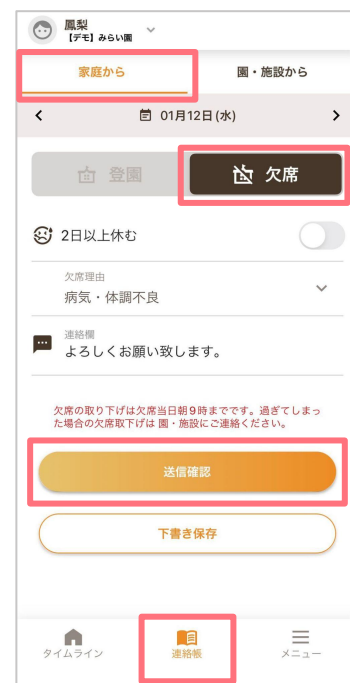 鳳梨
【デモ】みらい園
家庭から
園・施設から
01月12日(水)
登園
欠席
2日以上休む
欠席理由
病気・体調不良
連絡欄
よろしくお願い致します。
欠席の取り下げは欠席当日朝9時までです。過ぎてしまっ
た場合の欠席取下げは 園・施設にご連絡ください。
送信確認
下書き保存
タイムライン
連絡帳
メニュー